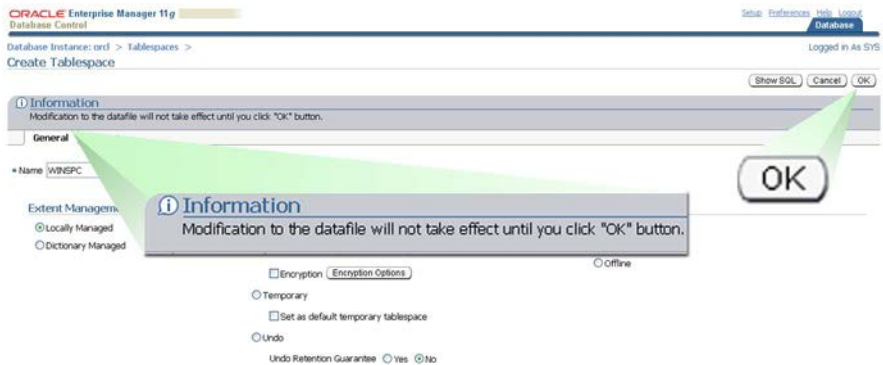 ORACLE Enterprise Manager 11g
Database Control
Setup Preferences Help Logout
Database
Database Instance: orcl > Tablespaces >
Logged in As SYS
Create Tablespace
Show SQL Cancel OK
Information
Modification to the datafile will not take effect until you click "OK" button.
General
* Name WINSPC
OK
Information
Modification to the datafile will not take effect until you click "OK" button.
Extent Managem
Locally Managed
Dictionary Managed
Offline
Encryption Encryption Options
Temporary
Set as default temporary tablespace
Undo
Undo Retention Guarantee Yes No